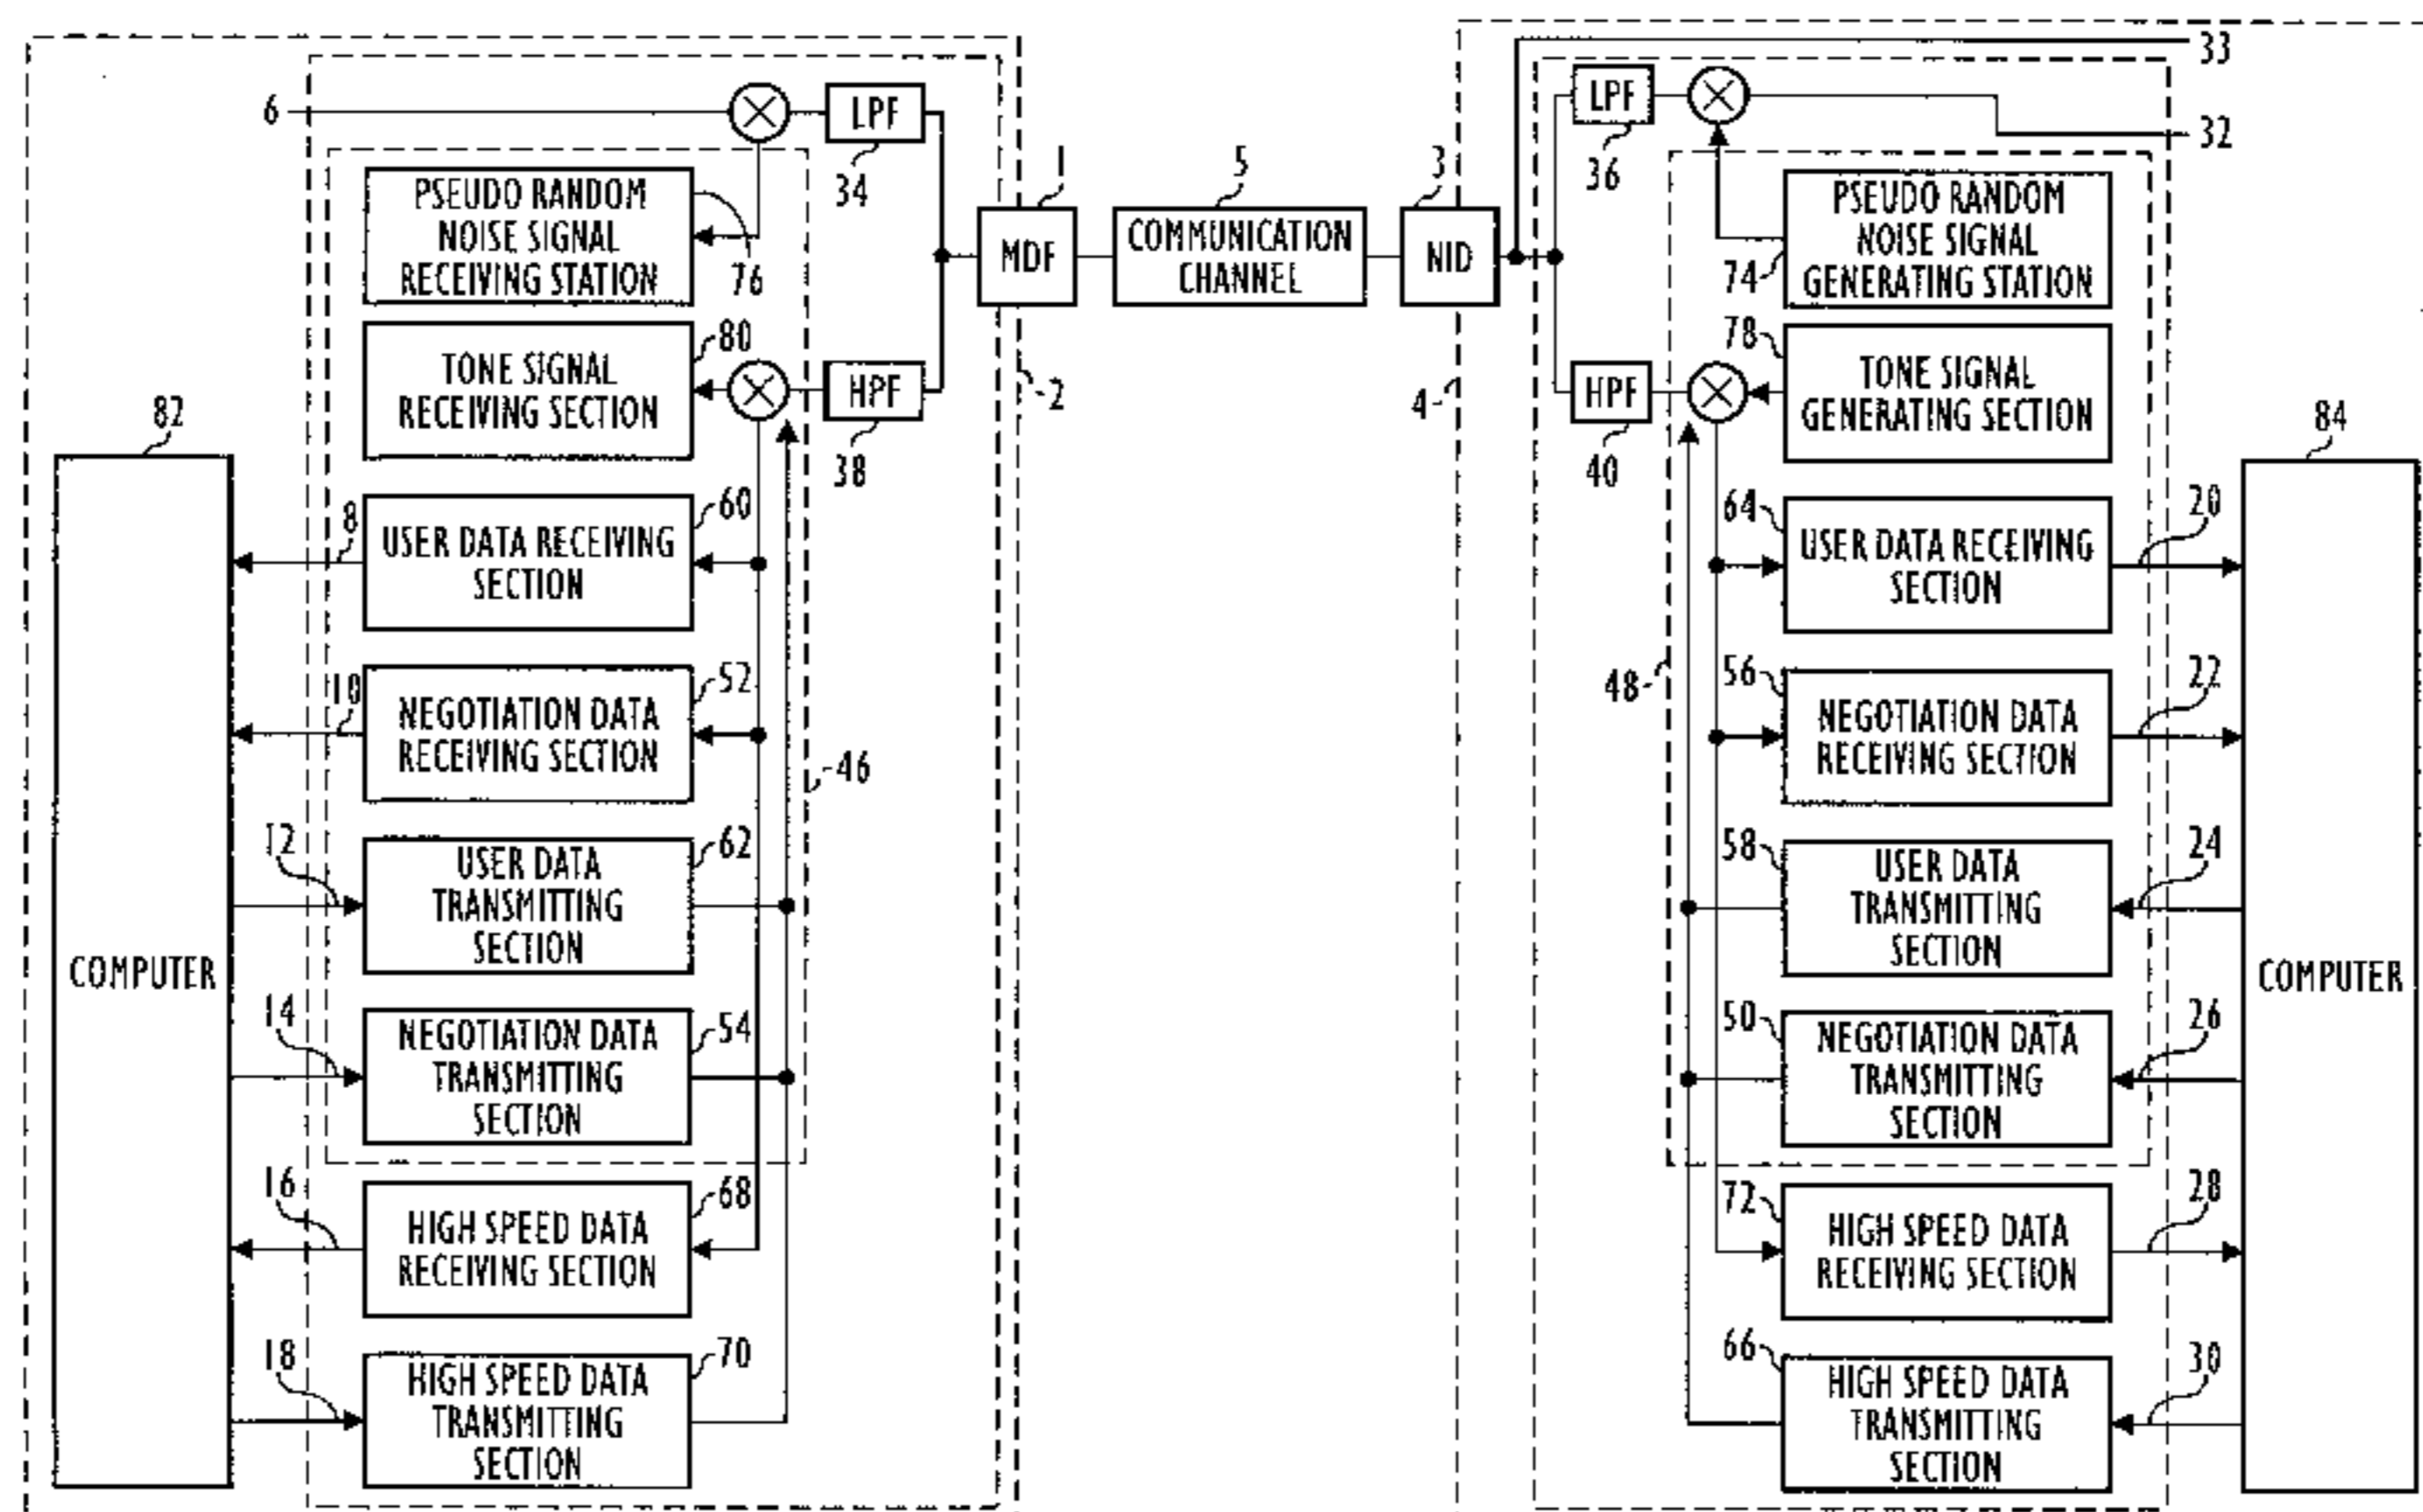 33
6
LPF
LPF
32
34
36
1
5
3
PSEUDO RANDOM
NOISE SIGNAL
RECEIVING STATION
76
MDF
COMMUNICATION
CHANNEL
NID
PSEUDO RANDOM
NOISE SIGNAL
GENERATING STATION
74
80
TONE SIGNAL
RECEIVING SECTION
HPF
38
2
4
HPF
40
78
TONE SIGNAL
GENERATING SECTION
82
84
8
USER DATA RECEIVING
SECTION
60
64
USER DATA RECEIVING
SECTION
20
10
NEGOTIATION DATA
RECEIVING SECTION
52
46
48
56
NEGOTIATION DATA
RECEIVING SECTION
22
12
USER DATA
TRANSMITTING
SECTION
62
58
USER DATA
TRANSMITTING
SECTION
24
COMPUTER
COMPUTER
14
NEGOTIATION DATA
TRANSMITTING
SECTION
54
50
NEGOTIATION DATA
TRANSMITTING
SECTION
26
16
HIGH SPEED DATA
RECEIVING SECTION
68
72
HIGH SPEED DATA
RECEIVING SECTION
28
18
HIGH SPEED DATA
TRANSMITTING
SECTION
70
66
HIGH SPEED DATA
TRANSMITTING
SECTION
30